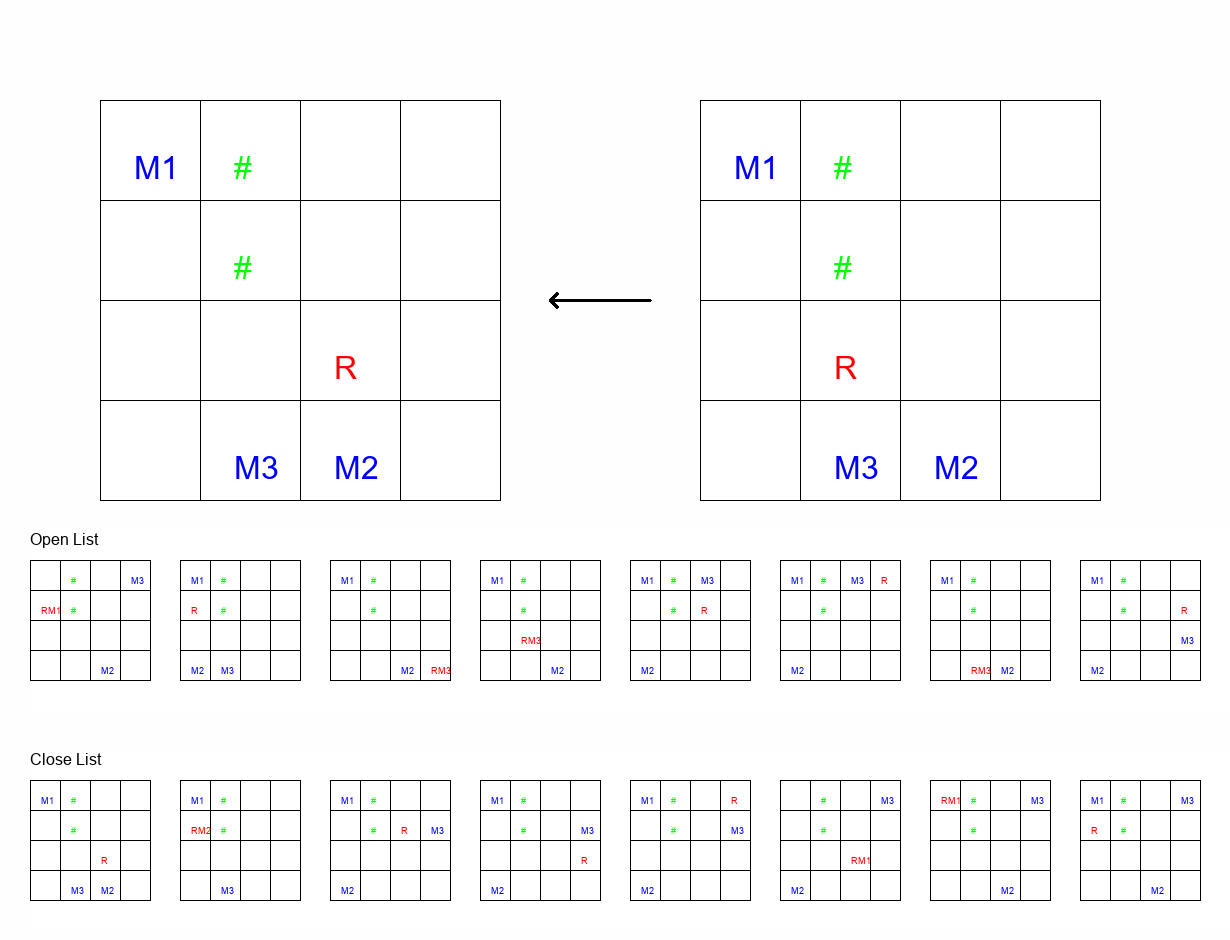 M1 # M1 #
# #
R R
M3 M2 M3 M2
Open List
# M3 M1 # M1 # M1 # M1 # M3 M1 # M3 R M1 # M1 #
RM1 # R # # # # R # # # R
RM3 M3
M2 M2 M3 M2 RM3 M2 M2 M2 RM3 M2 M2
Close List
M1 # M1 # M1 # M1 # M1 # R # M3 RM1 # M3 M1 # M3
# RM2 # # R M3 # M3 # M3 # # R #
R R RM1
M3 M2 M3 M2 M2 M2 M2 M2 M2